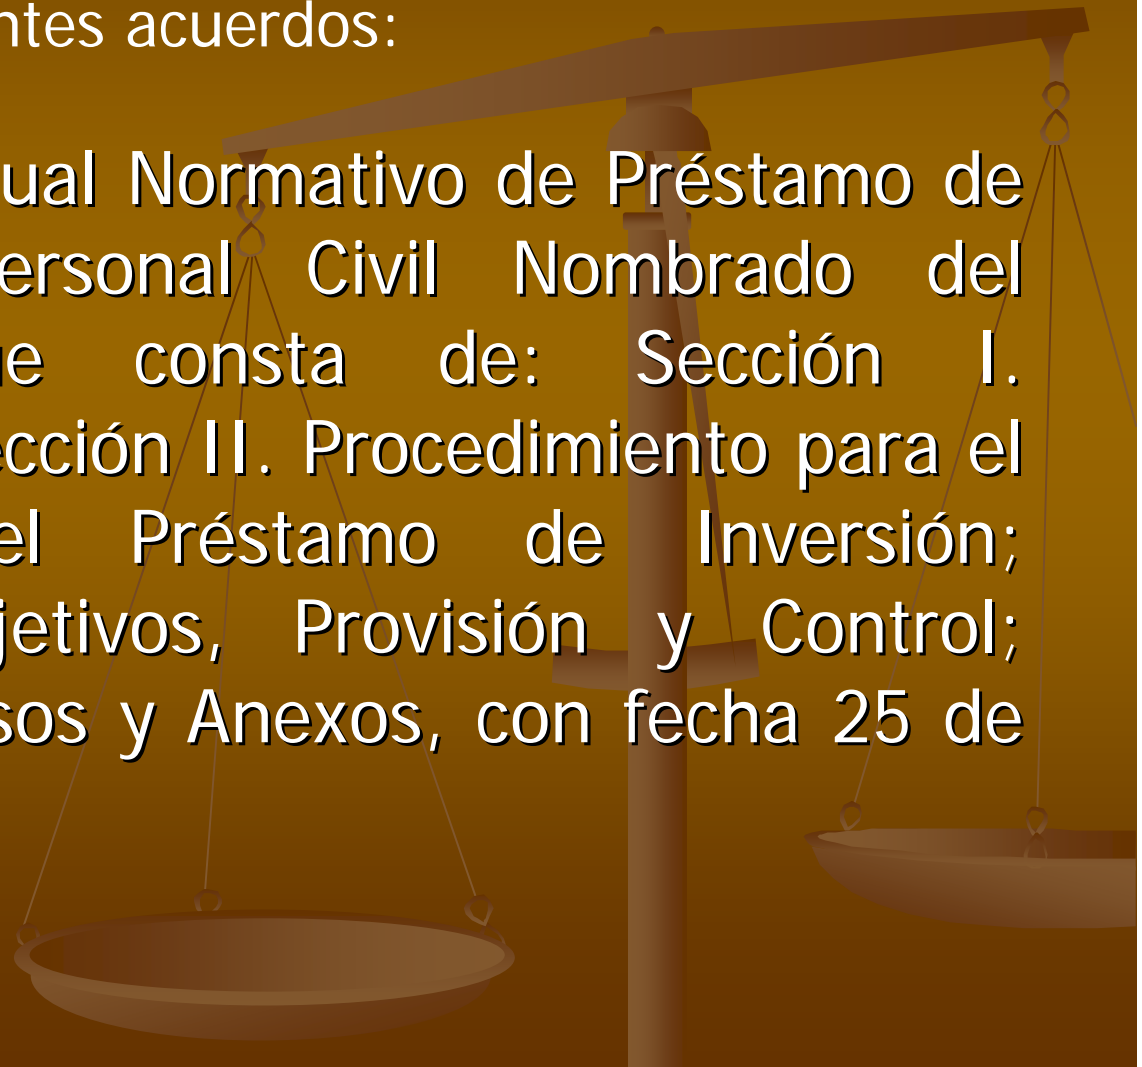 ntes acuerdos:
ual Normativo de Préstamo de
ersonal Civil Nombrado del
ue consta de: Sección I.
ección II. Procedimiento para el
el Préstamo de Inversión;
jetivos, Provisión y Control;
sos y Anexos, con fecha 25 de